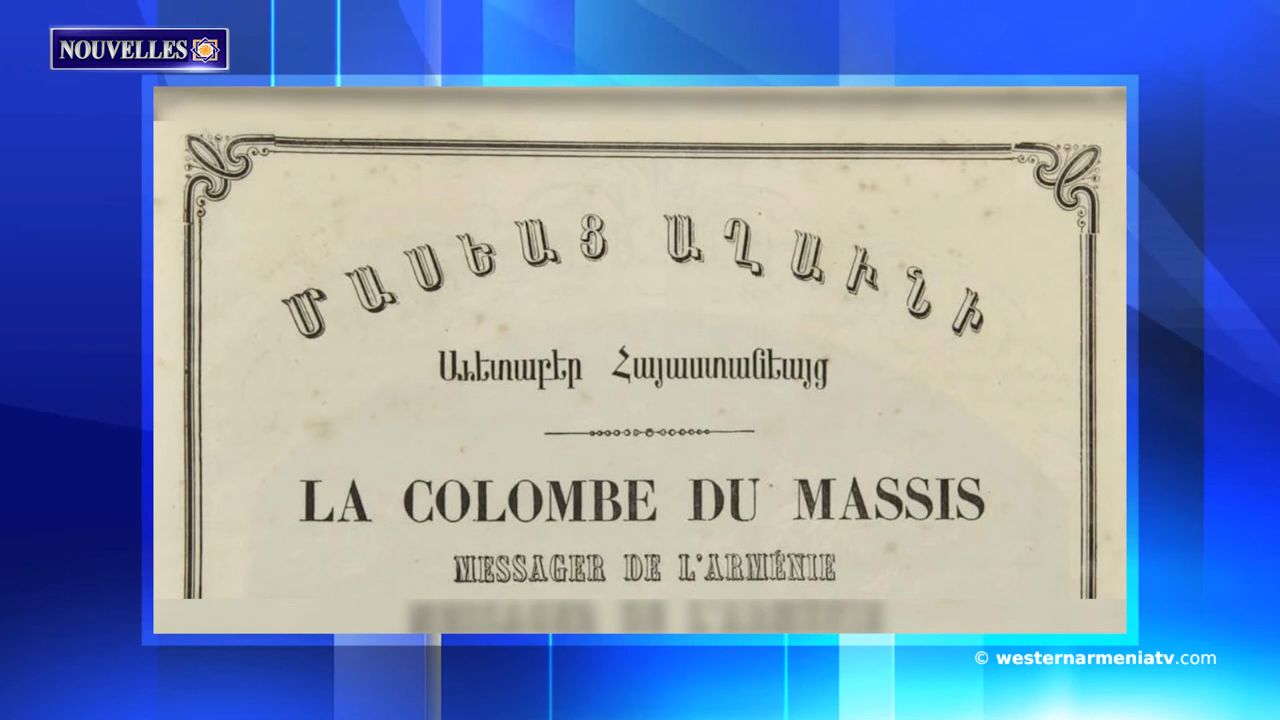 NOUVELLES
ՄԱՍԵԱՑ ԱՂԱՒՆԻ
Աւետաբեր Հայաստանեայց
LA COLOMBE DU MASSIS
MESSAGER DE L'ARMÉNIE
© westernarmeniatv.com